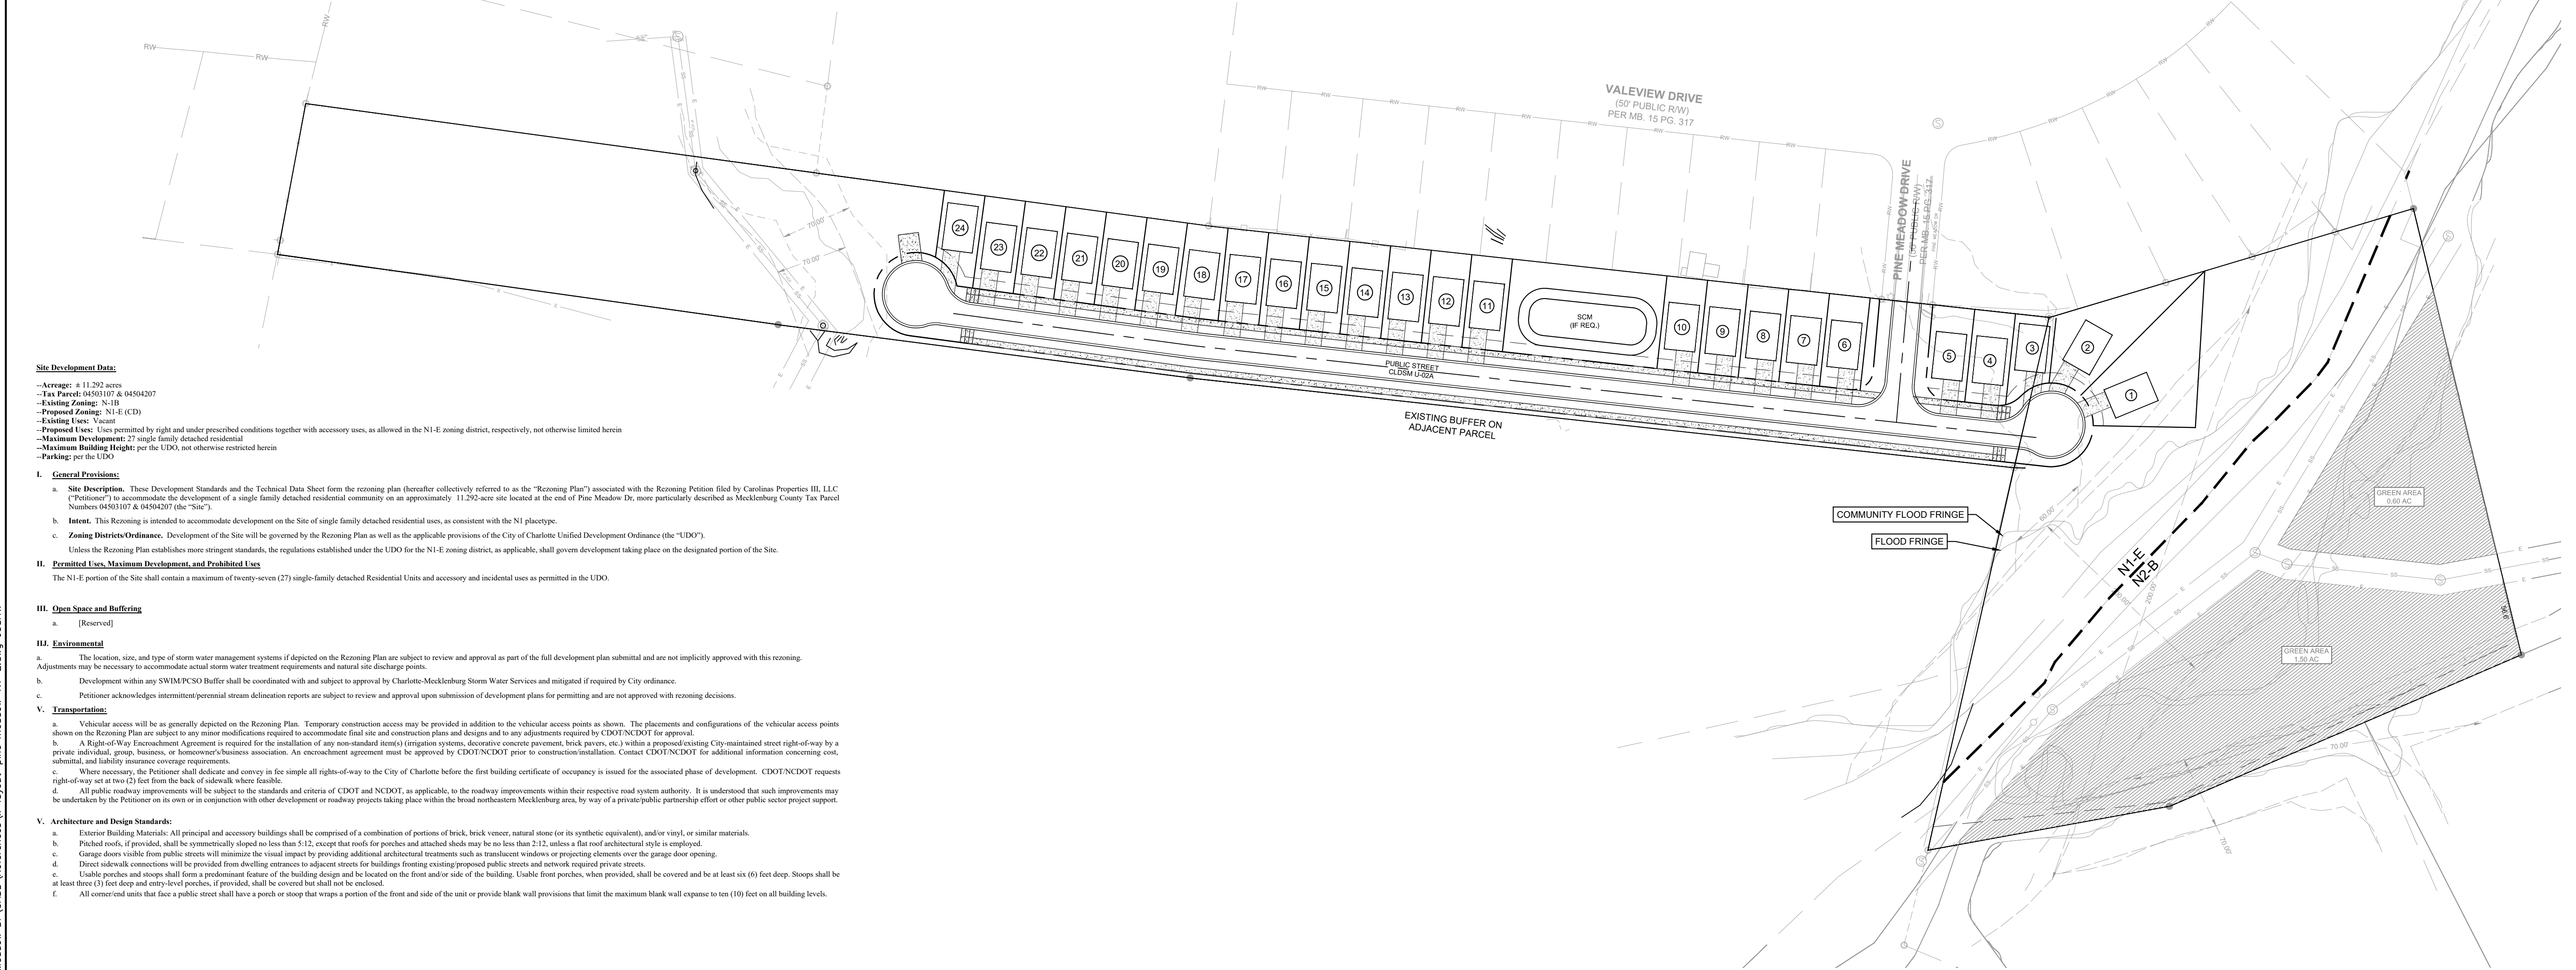 VALEVIEW DRIVE
(50' PUBLIC R/W)
PER MB. 15 PG. 317
PINE MEADOW DRIVE
(50' PUBLIC R/W)
PER MB. 15 PG. 317
RW
RW
RW
70.00'
70.00'
24
23
22
21
20
19
18
17
16
15
14
13
12
11
SCM
(IF REQ.)
10
9
8
7
6
5
4
3
2
1
PUBLIC STREET
CLDSM U-02A
EXISTING BUFFER ON
ADJACENT PARCEL
COMMUNITY FLOOD FRINGE
FLOOD FRINGE
60.00'
N1-E
N2-B
200.00'
GREEN AREA
0.60 AC
GREEN AREA
1.50 AC
70.00'
70.00'
Site Development Data:
--Acreage: ± 11.292 acres
--Tax Parcel: 04503107 & 04504207
--Existing Zoning: N-1B
--Proposed Zoning: N1-E (CD)
--Existing Uses: Vacant
--Proposed Uses: Uses permitted by right and under prescribed conditions together with accessory uses, as allowed in the N1-E zoning district, respectively, not otherwise limited herein
--Maximum Development: 27 single family detached residential
--Maximum Building Height: per the UDO, not otherwise restricted herein
--Parking: per the UDO
I. General Provisions:
a. Site Description. These Development Standards and the Technical Data Sheet form the rezoning plan (hereafter collectively referred to as the “Rezoning Plan”) associated with the Rezoning Petition filed by Carolinas Properties III, LLC
(“Petitioner”) to accommodate the development of a single family detached residential community on an approximately 11.292-acre site located at the end of Pine Meadow Dr, more particularly described as Mecklenburg County Tax Parcel
Numbers 04503107 & 04504207 (the “Site”).
b. Intent. This Rezoning is intended to accommodate development on the Site of single family detached residential uses, as consistent with the N1 placetype.
c. Zoning Districts/Ordinance. Development of the Site will be governed by the Rezoning Plan as well as the applicable provisions of the City of Charlotte Unified Development Ordinance (the “UDO”).
Unless the Rezoning Plan establishes more stringent standards, the regulations established under the UDO for the N1-E zoning district, as applicable, shall govern development taking place on the designated portion of the Site.
II. Permitted Uses, Maximum Development, and Prohibited Uses
The N1-E portion of the Site shall contain a maximum of twenty-seven (27) single-family detached Residential Units and accessory and incidental uses as permitted in the UDO.
III. Open Space and Buffering
a. [Reserved]
IIJ. Environmental
a. The location, size, and type of storm water management systems if depicted on the Rezoning Plan are subject to review and approval as part of the full development plan submittal and are not implicitly approved with this rezoning.
Adjustments may be necessary to accommodate actual storm water treatment requirements and natural site discharge points.
b. Development within any SWIM/PCSO Buffer shall be coordinated with and subject to approval by Charlotte-Mecklenburg Storm Water Services and mitigated if required by City ordinance.
c. Petitioner acknowledges intermittent/perennial stream delineation reports are subject to review and approval upon submission of development plans for permitting and are not approved with rezoning decisions.
V. Transportation:
a. Vehicular access will be as generally depicted on the Rezoning Plan. Temporary construction access may be provided in addition to the vehicular access points as shown. The placements and configurations of the vehicular access points
shown on the Rezoning Plan are subject to any minor modifications required to accommodate final site and construction plans and designs and to any adjustments required by CDOT/NCDOT for approval.
b. A Right-of-Way Encroachment Agreement is required for the installation of any non-standard item(s) (irrigation systems, decorative concrete pavement, brick pavers, etc.) within a proposed/existing City-maintained street right-of-way by a
private individual, group, business, or homeowner's/business association. An encroachment agreement must be approved by CDOT/NCDOT prior to construction/installation. Contact CDOT/NCDOT for additional information concerning cost,
submittal, and liability insurance coverage requirements.
c. Where necessary, the Petitioner shall dedicate and convey in fee simple all rights-of-way to the City of Charlotte before the first building certificate of occupancy is issued for the associated phase of development. CDOT/NCDOT requests
right-of-way set at two (2) feet from the back of sidewalk where feasible.
d. All public roadway improvements will be subject to the standards and criteria of CDOT and NCDOT, as applicable, to the roadway improvements within their respective road system authority. It is understood that such improvements may
be undertaken by the Petitioner on its own or in conjunction with other development or roadway projects taking place within the broad northeastern Mecklenburg area, by way of a private/public partnership effort or other public sector project support.
V. Architecture and Design Standards:
a. Exterior Building Materials: All principal and accessory buildings shall be comprised of a combination of portions of brick, brick veneer, natural stone (or its synthetic equivalent), and/or vinyl, or similar materials.
b. Pitched roofs, if provided, shall be symmetrically sloped no less than 5:12, except that roofs for porches and attached sheds may be no less than 2:12, unless a flat roof architectural style is employed.
c. Garage doors visible from public streets will minimize the visual impact by providing additional architectural treatments such as translucent windows or projecting elements over the garage door opening.
d. Direct sidewalk connections will be provided from dwelling entrances to adjacent streets for buildings fronting existing/proposed public streets and network required private streets.
e. Usable porches and stoops shall form a predominant feature of the building design and be located on the front and/or side of the building. Usable front porches, when provided, shall be covered and be at least six (6) feet deep. Stoops shall be
at least three (3) feet deep and entry-level porches, if provided, shall be covered but shall not be enclosed.
f. All corner/end units that face a public street shall have a porch or stoop that wraps a portion of the front and side of the unit or provide blank wall provisions that limit the maximum blank wall expanse to ten (10) feet on all building levels.